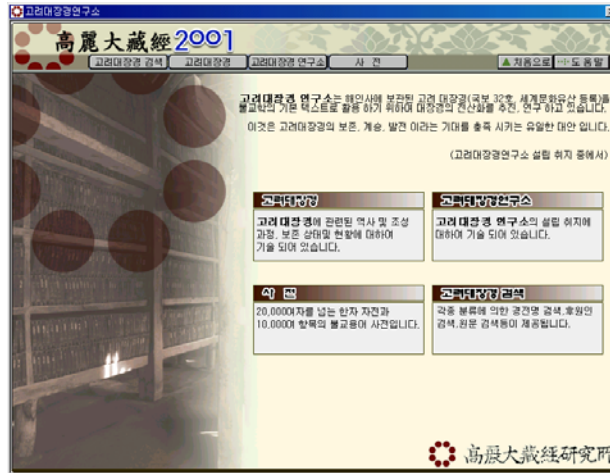 고려대장경연구소
高麗大藏經2001
고려대장경 검색 고려대장경 고려대장경 연구소 사 전 ▲처음으로 도움말
고려대장경 연구소는 해인사에 보관된 고려 대장경(국보 32호, 세계문화유산 등록)을
불교학의 기본 텍스트로 활용 하기 위하여 대장경의 전산화를 추진, 연구 하고 있습니다.
이것은 고려대장경의 보존, 계승, 발전 이라는 기대를 충족 시키는 유일한 대안 입니다.
(고려대장경연구소 설립 취지 중에서)
고려대장경
고려대장경에 관련된 역사 및 조성
과정, 보존 상태및 현황에 대하여
기술 되어 있습니다.
고려대장경연구소
고려대장경 연구소의 설립 취지에
대하여 기술 되어 있습니다.
사 전
20,000여자를 넘는 한자 자전과
10,000여 항목의 불교용어 사전입니다.
고려대장경 검색
각종 분류에 의한 경전명 검색,후원인
검색,원문 검색등이 제공됩니다.
高麗大藏經硏究所